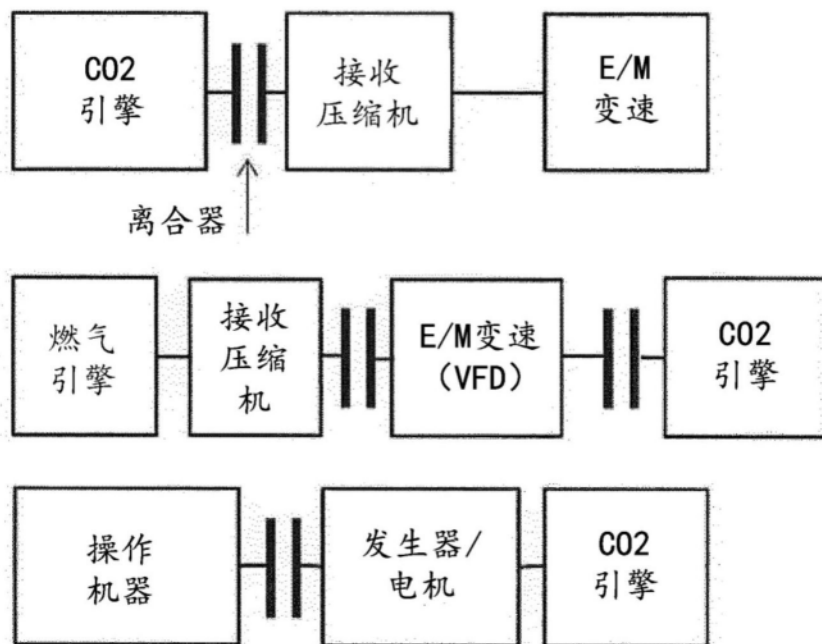 CO2
引擎
接收
压缩机
E/M
变速
离合器
燃气
引擎
接收
压缩
机
E/M变速
(VFD)
CO2
引擎
操作
机器
发生器/
电机
CO2
引擎